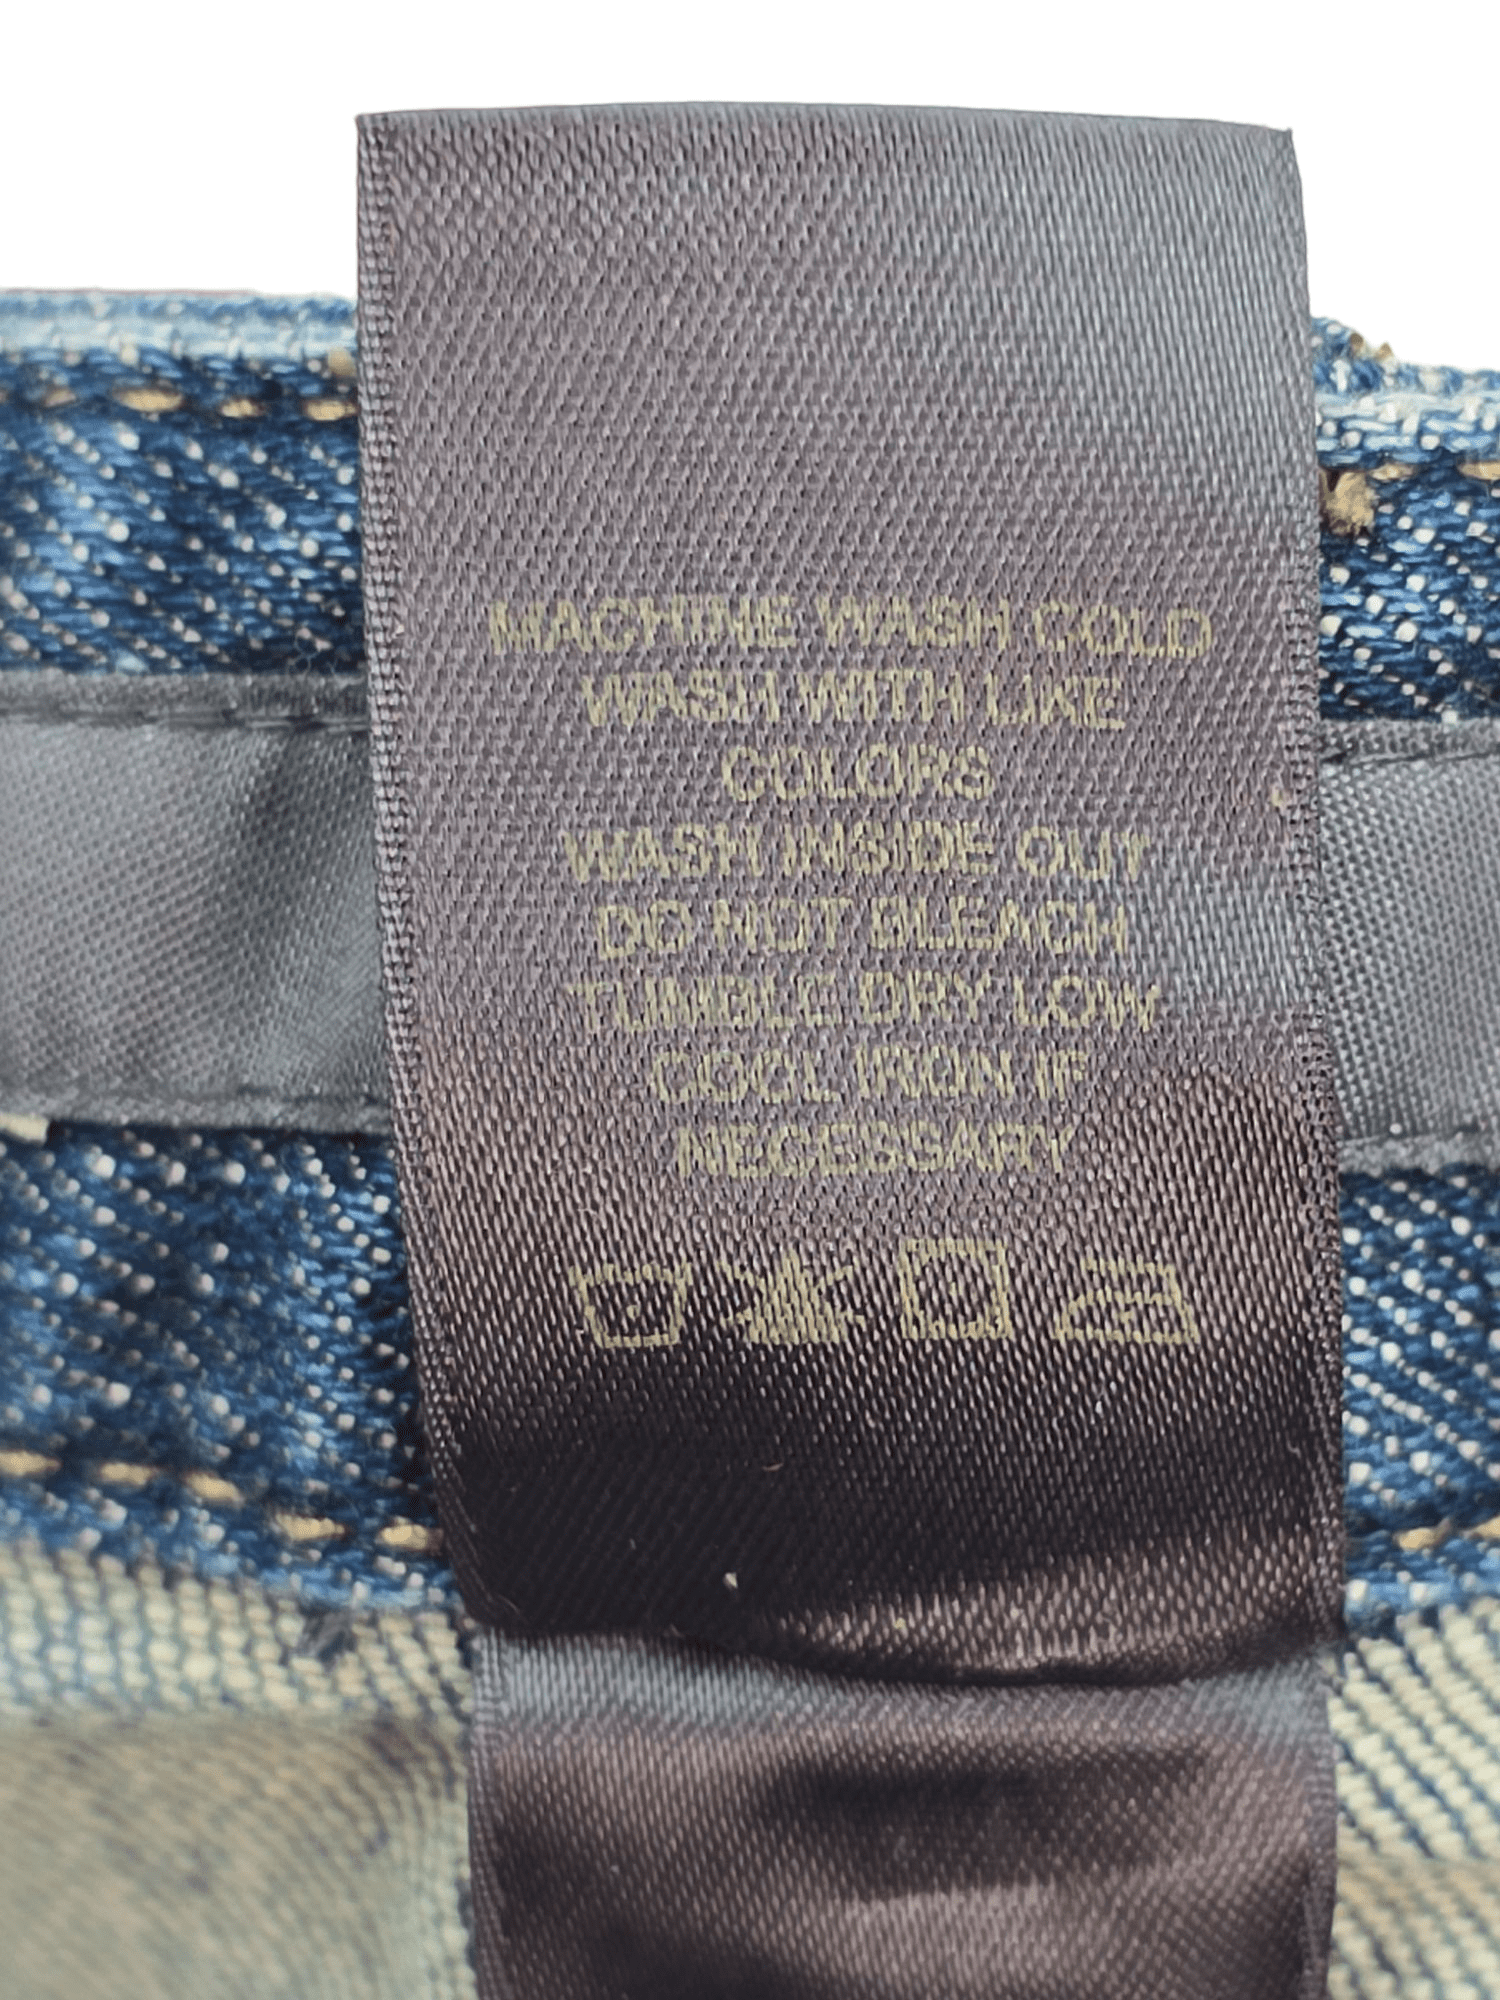 MACHINE WASH COLD
WASH WITH LIKE
COLORS
WASH INSIDE OUT
DO NOT BLEACH
TUMBLE DRY LOW
COOL IRON IF
NECESSARY